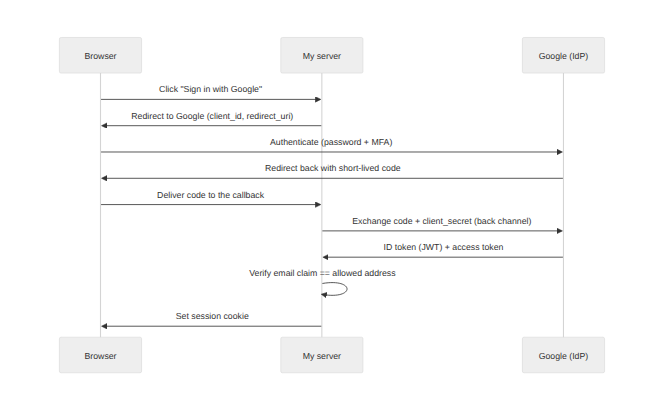 Browser
My server
Google (IdP)
Click "Sign in with Google"
Redirect to Google (client_id, redirect_uri)
Authenticate (password + MFA)
Redirect back with short-lived code
Deliver code to the callback
Exchange code + client_secret (back channel)
ID token (JWT) + access token
Verify email claim == allowed address
Set session cookie
Browser
My server
Google (IdP)